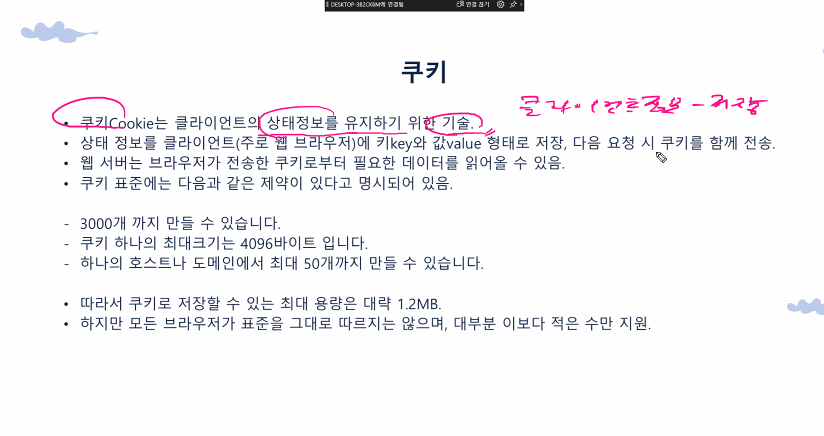 DESKTOP-3B2CK6M에 연결됨
연결 끊기
쿠키
클라이언트쪽으로 - 저장
• 쿠키Cookie는 클라이언트의 상태정보를 유지하기 위한 기술.
• 상태 정보를 클라이언트(주로 웹 브라우저)에 키key와 값value 형태로 저장, 다음 요청 시 쿠키를 함께 전송.
• 웹 서버는 브라우저가 전송한 쿠키로부터 필요한 데이터를 읽어올 수 있음.
• 쿠키 표준에는 다음과 같은 제약이 있다고 명시되어 있음.
- 3000개 까지 만들 수 있습니다.
- 쿠키 하나의 최대크기는 4096바이트 입니다.
- 하나의 호스트나 도메인에서 최대 50개까지 만들 수 있습니다.
• 따라서 쿠키로 저장할 수 있는 최대 용량은 대략 1.2MB.
• 하지만 모든 브라우저가 표준을 그대로 따르지는 않으며, 대부분 이보다 적은 수만 지원.